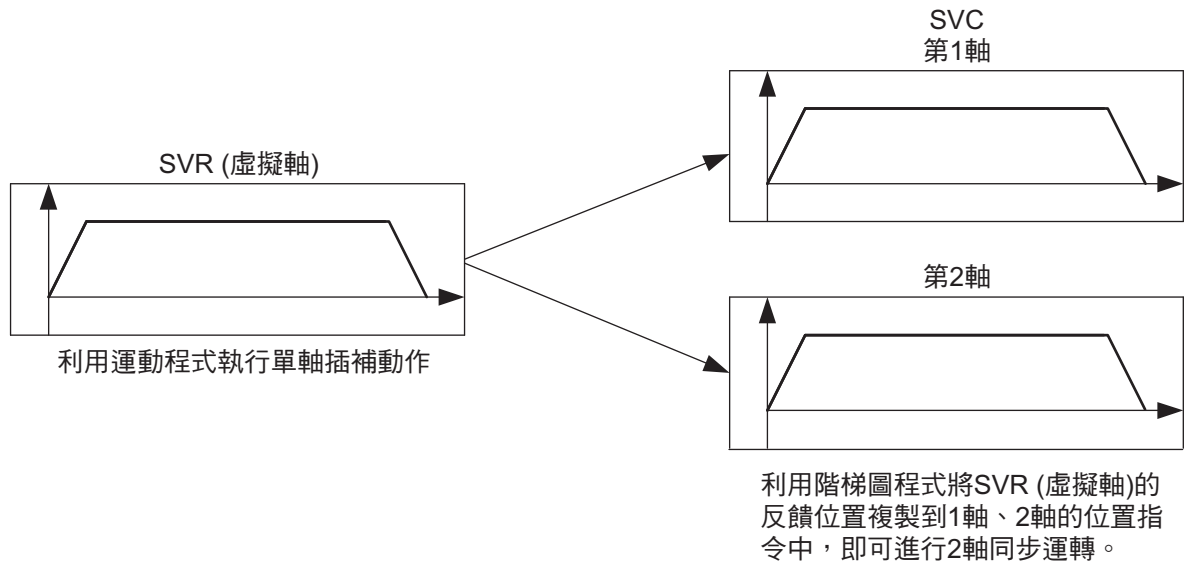 SVR (虛擬軸)
利用運動程式執行單軸插補動作
SVC
第1軸
第2軸
利用階梯圖程式將SVR (虛擬軸)的
反饋位置複製到1軸、2軸的位置指
令中，即可進行2軸同步運轉。